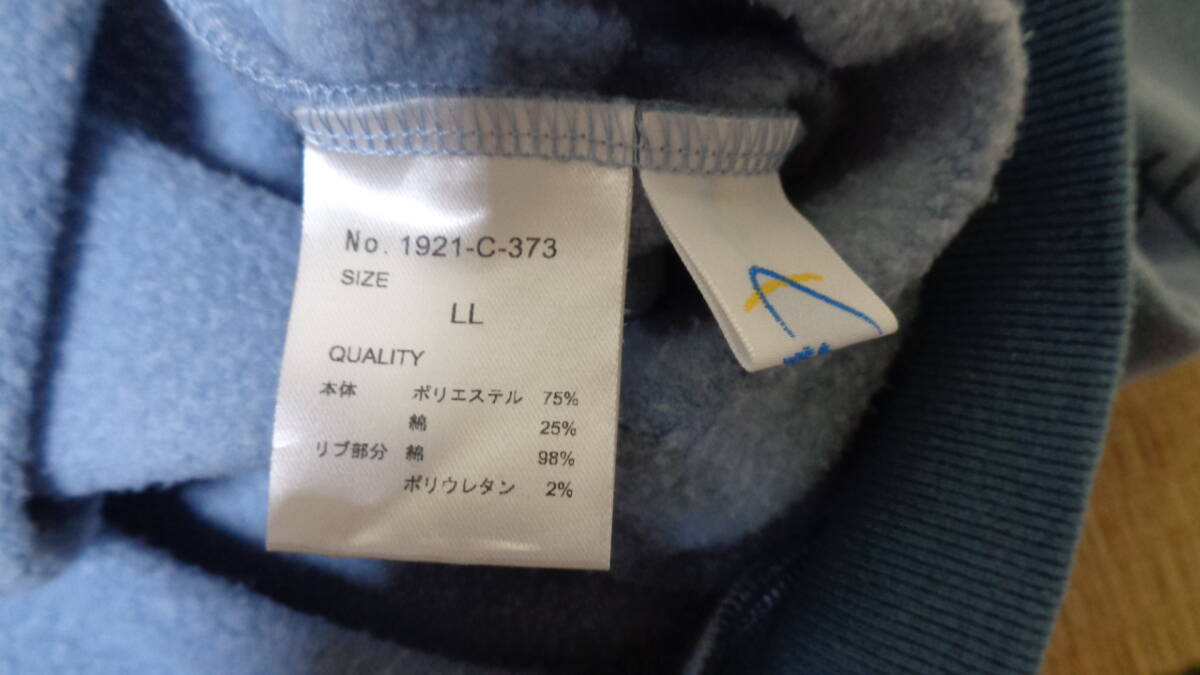 No. 1921-C-373
SIZE
LL
QUALITY
本体 ポリエステル 75%
綿 25%
リブ部分 綿 98%
ポリウレタン 2%